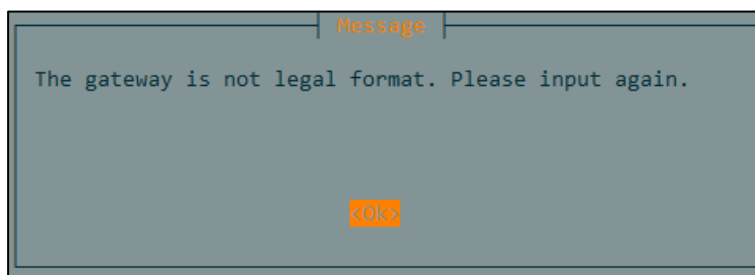 Message
The gateway is not legal format. Please input again.
<Ok>